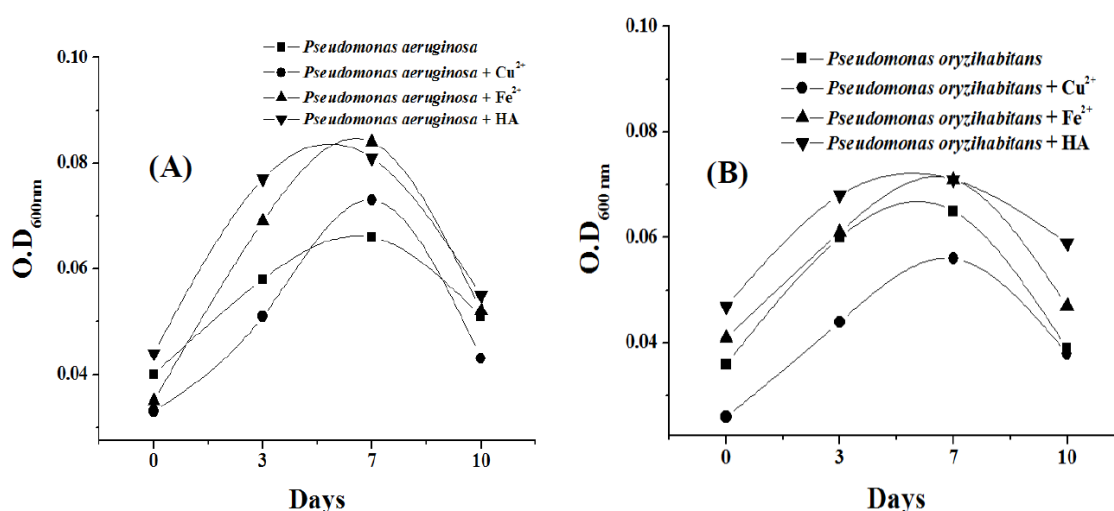 0.10
0.08
0.06
0.04
O.D600nm
Pseudomonas aeruginosa
Pseudomonas aeruginosa + Cu²⁺
Pseudomonas aeruginosa + Fe²⁺
Pseudomonas aeruginosa + HA
(A)
0 3 7 10
Days
0.10
0.08
0.06
0.04
O.D600 nm
Pseudomonas oryzihabitans
Pseudomonas oryzihabitans + Cu²⁺
Pseudomonas oryzihabitans + Fe²⁺
Pseudomonas oryzihabitans + HA
(B)
0 3 7 10
Days